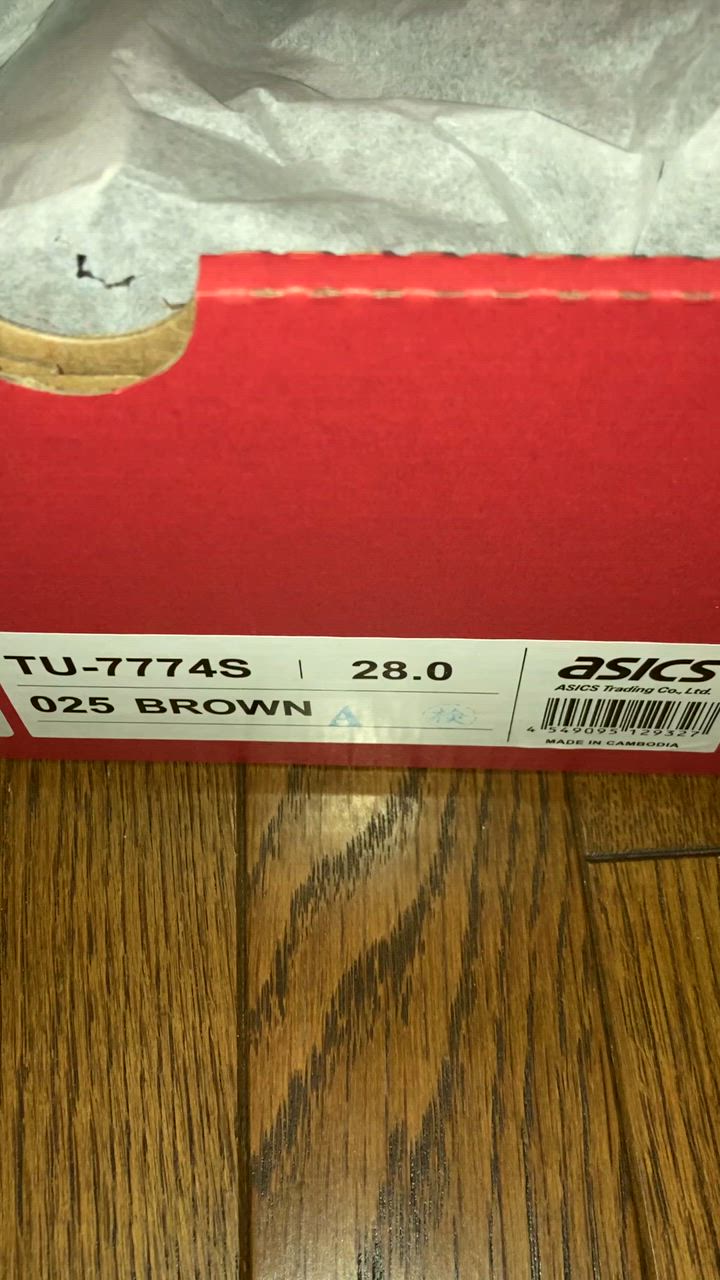 TU-7774S | 28.0
025 BROWN A
asics
ASICS Trading Co., Ltd.
4 549095 129327
MADE IN CAMBODIA